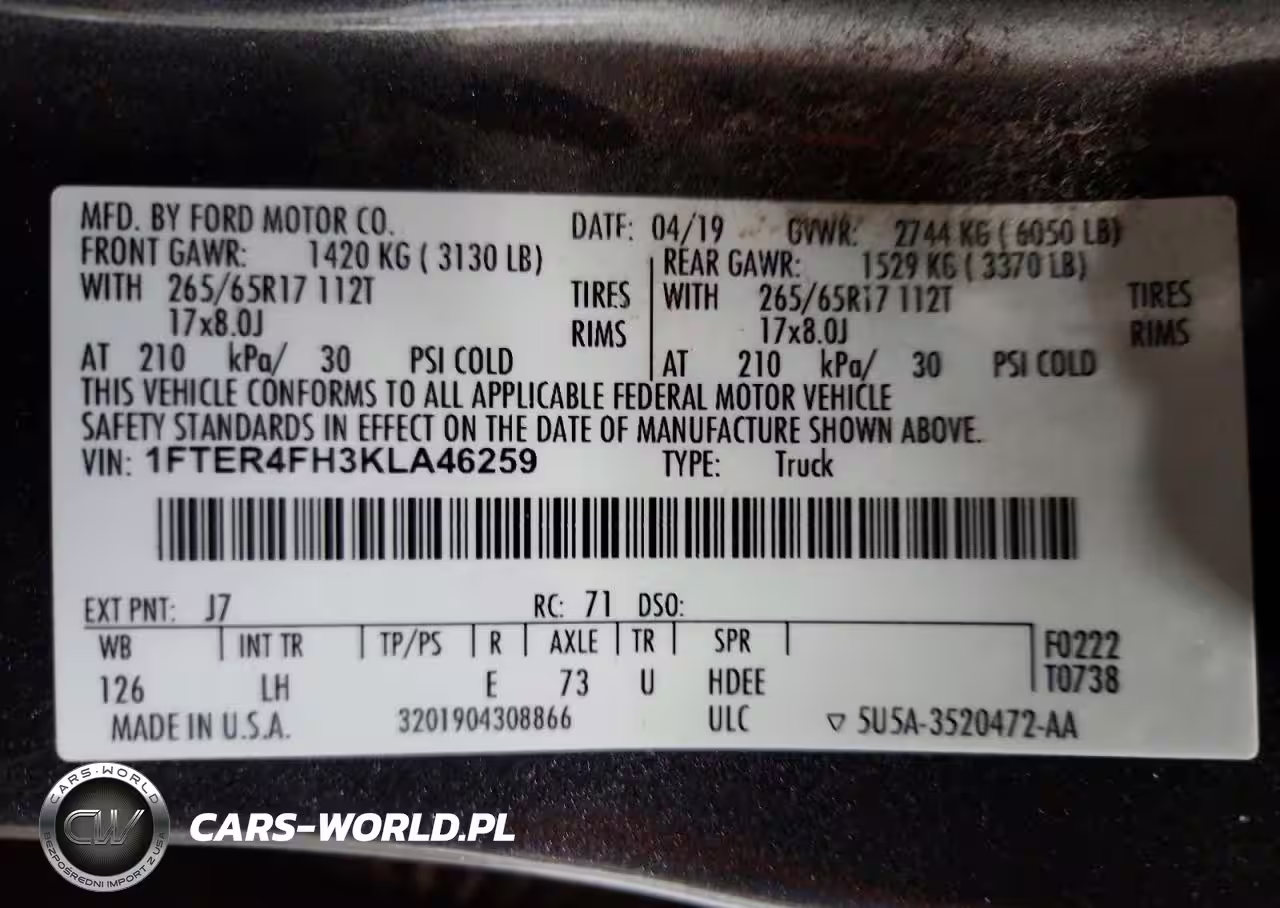 MFD. BY FORD MOTOR CO. DATE: 04/19 GVWR: 2744 KG ( 6050 LB)
FRONT GAWR: 1420 KG ( 3130 LB) REAR GAWR: 1529 KG ( 3370 LB)
WITH 265/65R17 112T TIRES WITH 265/65R17 112T TIRES
17x8.0J RIMS 17x8.0J RIMS
AT 210 kPa/ 30 PSI COLD AT 210 kPa/ 30 PSI COLD
THIS VEHICLE CONFORMS TO ALL APPLICABLE FEDERAL MOTOR VEHICLE
SAFETY STANDARDS IN EFFECT ON THE DATE OF MANUFACTURE SHOWN ABOVE.
VIN: 1FTER4FH3KLA46259 TYPE: Truck
EXT PNT: J7 RC: 71 DSO:
WB INT TR TP/PS R AXLE TR SPR F0222
126 LH E 73 U HDEE T0738
MADE IN U.S.A. 3201904308866 ULC ▽ 5U5A-3520472-AA
CARS-WORLD
CW
BEZPOŚREDNI IMPORT Z USA
CARS-WORLD.PL